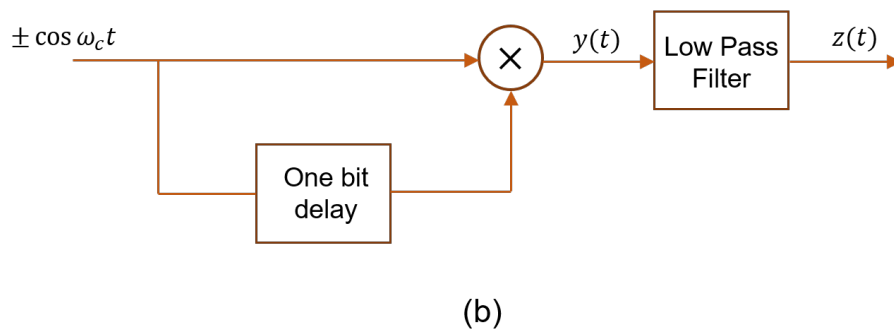 ± cos ω_c t
y(t)
Low Pass
Filter
z(t)
×
One bit
delay
(b)